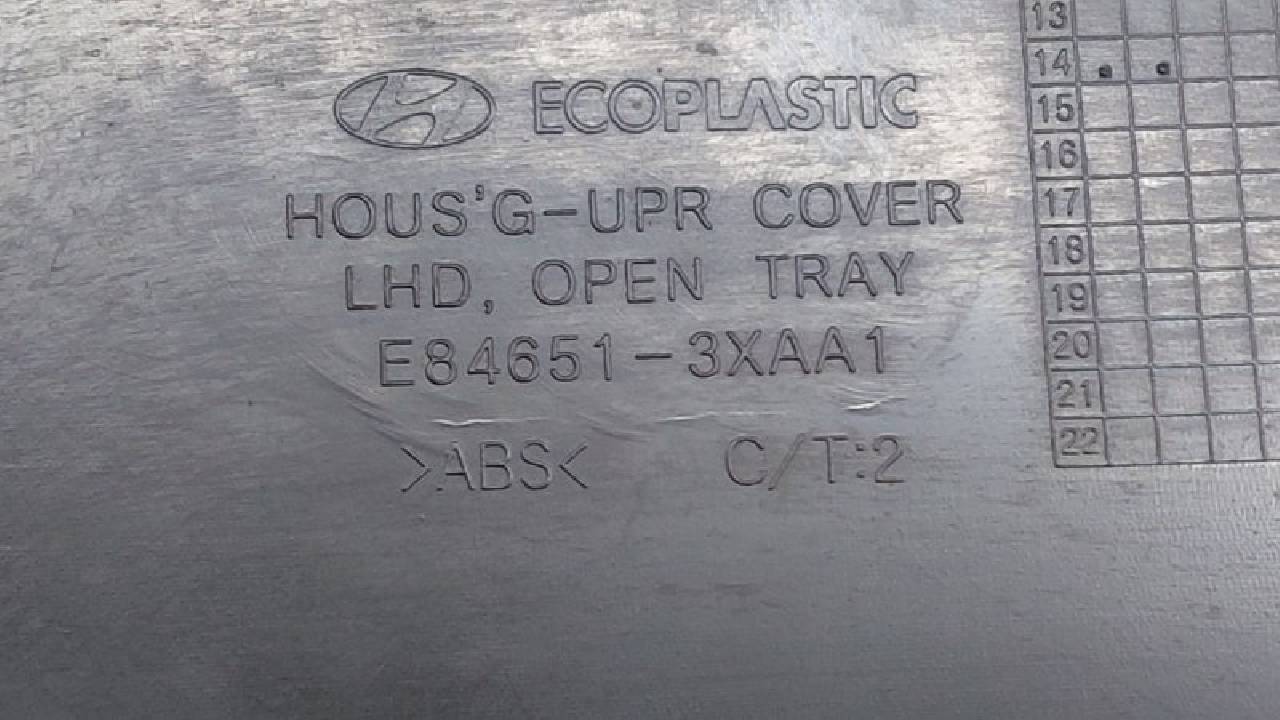 ECOPLASTIC
HOUS'G-UPR COVER
LHD, OPEN TRAY
E84651-3XAA1
>ABS< C/T:2
13
14
15
16
17
18
19
20
21
22